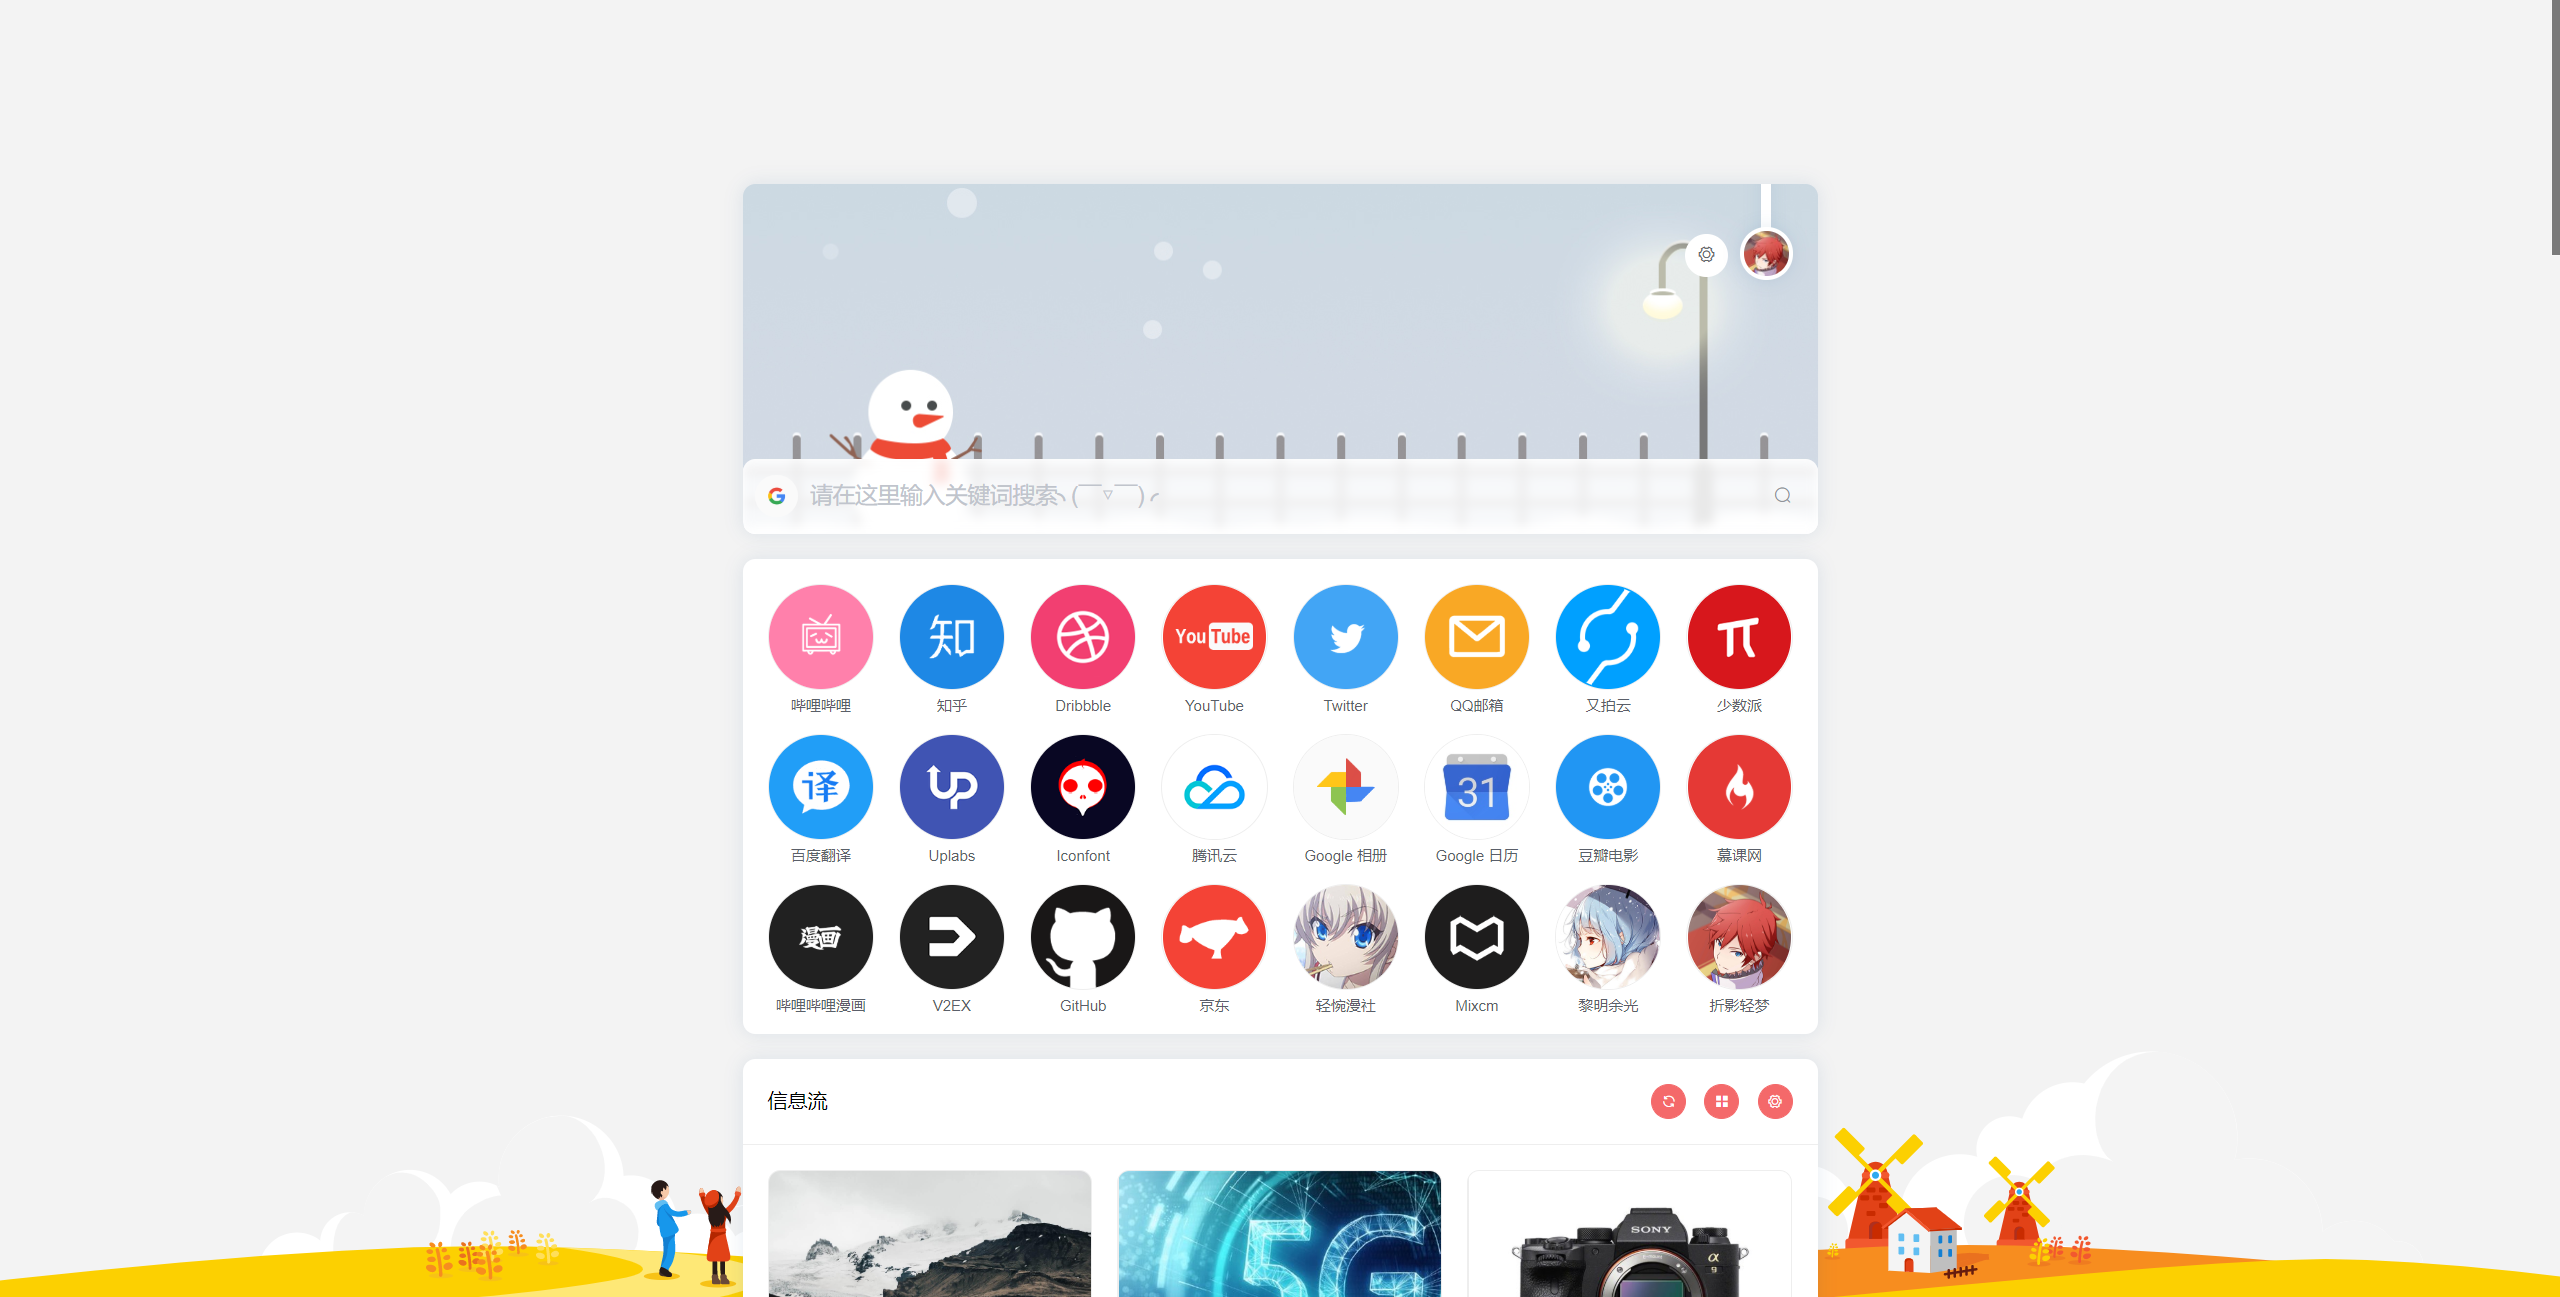 请在这里输入关键词搜索ヽ(￣▽￣)ﾉ
知
You Tube
π
哔哩哔哩
知乎
Dribbble
YouTube
Twitter
QQ邮箱
又拍云
少数派
译
UP
31
百度翻译
Uplabs
Iconfont
腾讯云
Google 相册
Google 日历
豆瓣电影
慕课网
漫画
哔哩哔哩漫画
V2EX
GitHub
京东
轻惋漫社
Mixcm
黎明余光
折影轻梦
信息流
5G
SONY
α
9